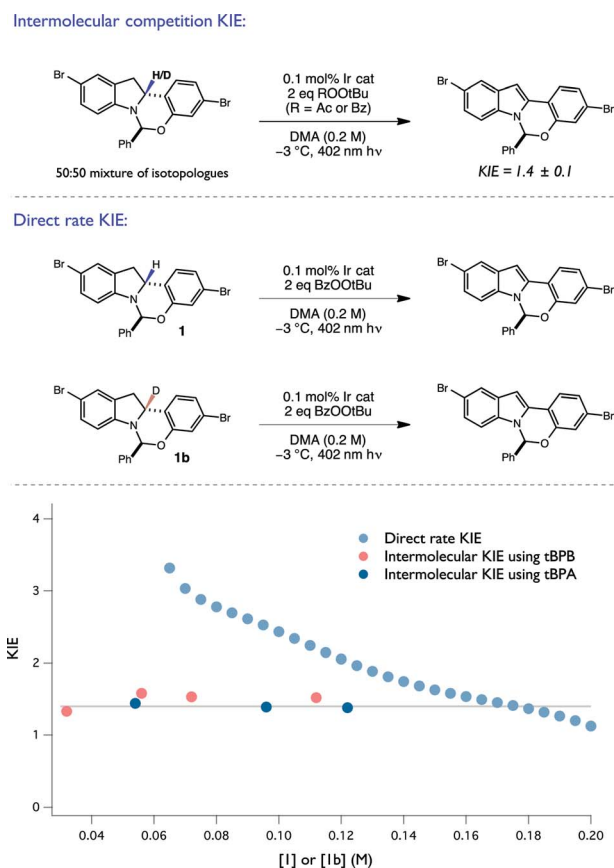 Intermolecular competition KIE:
Br
H/D
N
O
Ph
Br
50:50 mixture of isotopologues
0.1 mol% Ir cat
2 eq ROOtBu
(R = Ac or Bz)
DMA (0.2 M)
−3 °C, 402 nm hν
Br
N
O
Ph
Br
KIE = 1.4 ± 0.1
Direct rate KIE:
Br
H
N
O
Ph
Br
1
0.1 mol% Ir cat
2 eq BzOOtBu
DMA (0.2 M)
−3 °C, 402 nm hν
Br
N
O
Ph
Br
Br
D
N
O
Ph
Br
1b
0.1 mol% Ir cat
2 eq BzOOtBu
DMA (0.2 M)
−3 °C, 402 nm hν
Br
N
O
Ph
Br
Direct rate KIE
Intermolecular KIE using tBPB
Intermolecular KIE using tBPA
KIE
4
3
2
1
0
0.04 0.06 0.08 0.10 0.12 0.14 0.16 0.18 0.20
[1] or [1b] (M)